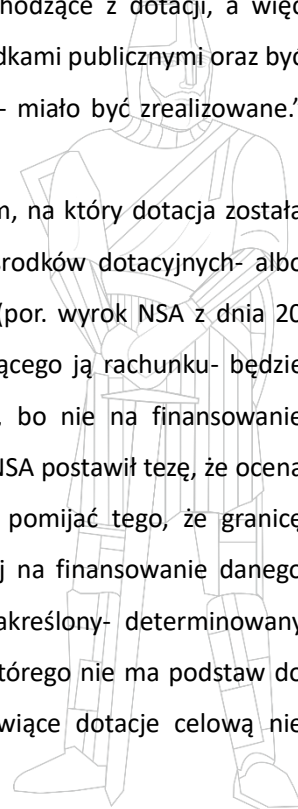 hodzące z dotacji, a więc
dkami publicznymi oraz być
- miało być zrealizowane."
m, na który dotacja została
środków dotacyjnych- albo
(por. wyrok NSA z dnia 20
ącego ją rachunku- będzie
, bo nie na finansowanie
NSA postawił tezę, że ocena
pomijać tego, że granicę
j na finansowanie danego
akreślony- determinowany
którego nie ma podstaw do
wiące dotacje celową nie